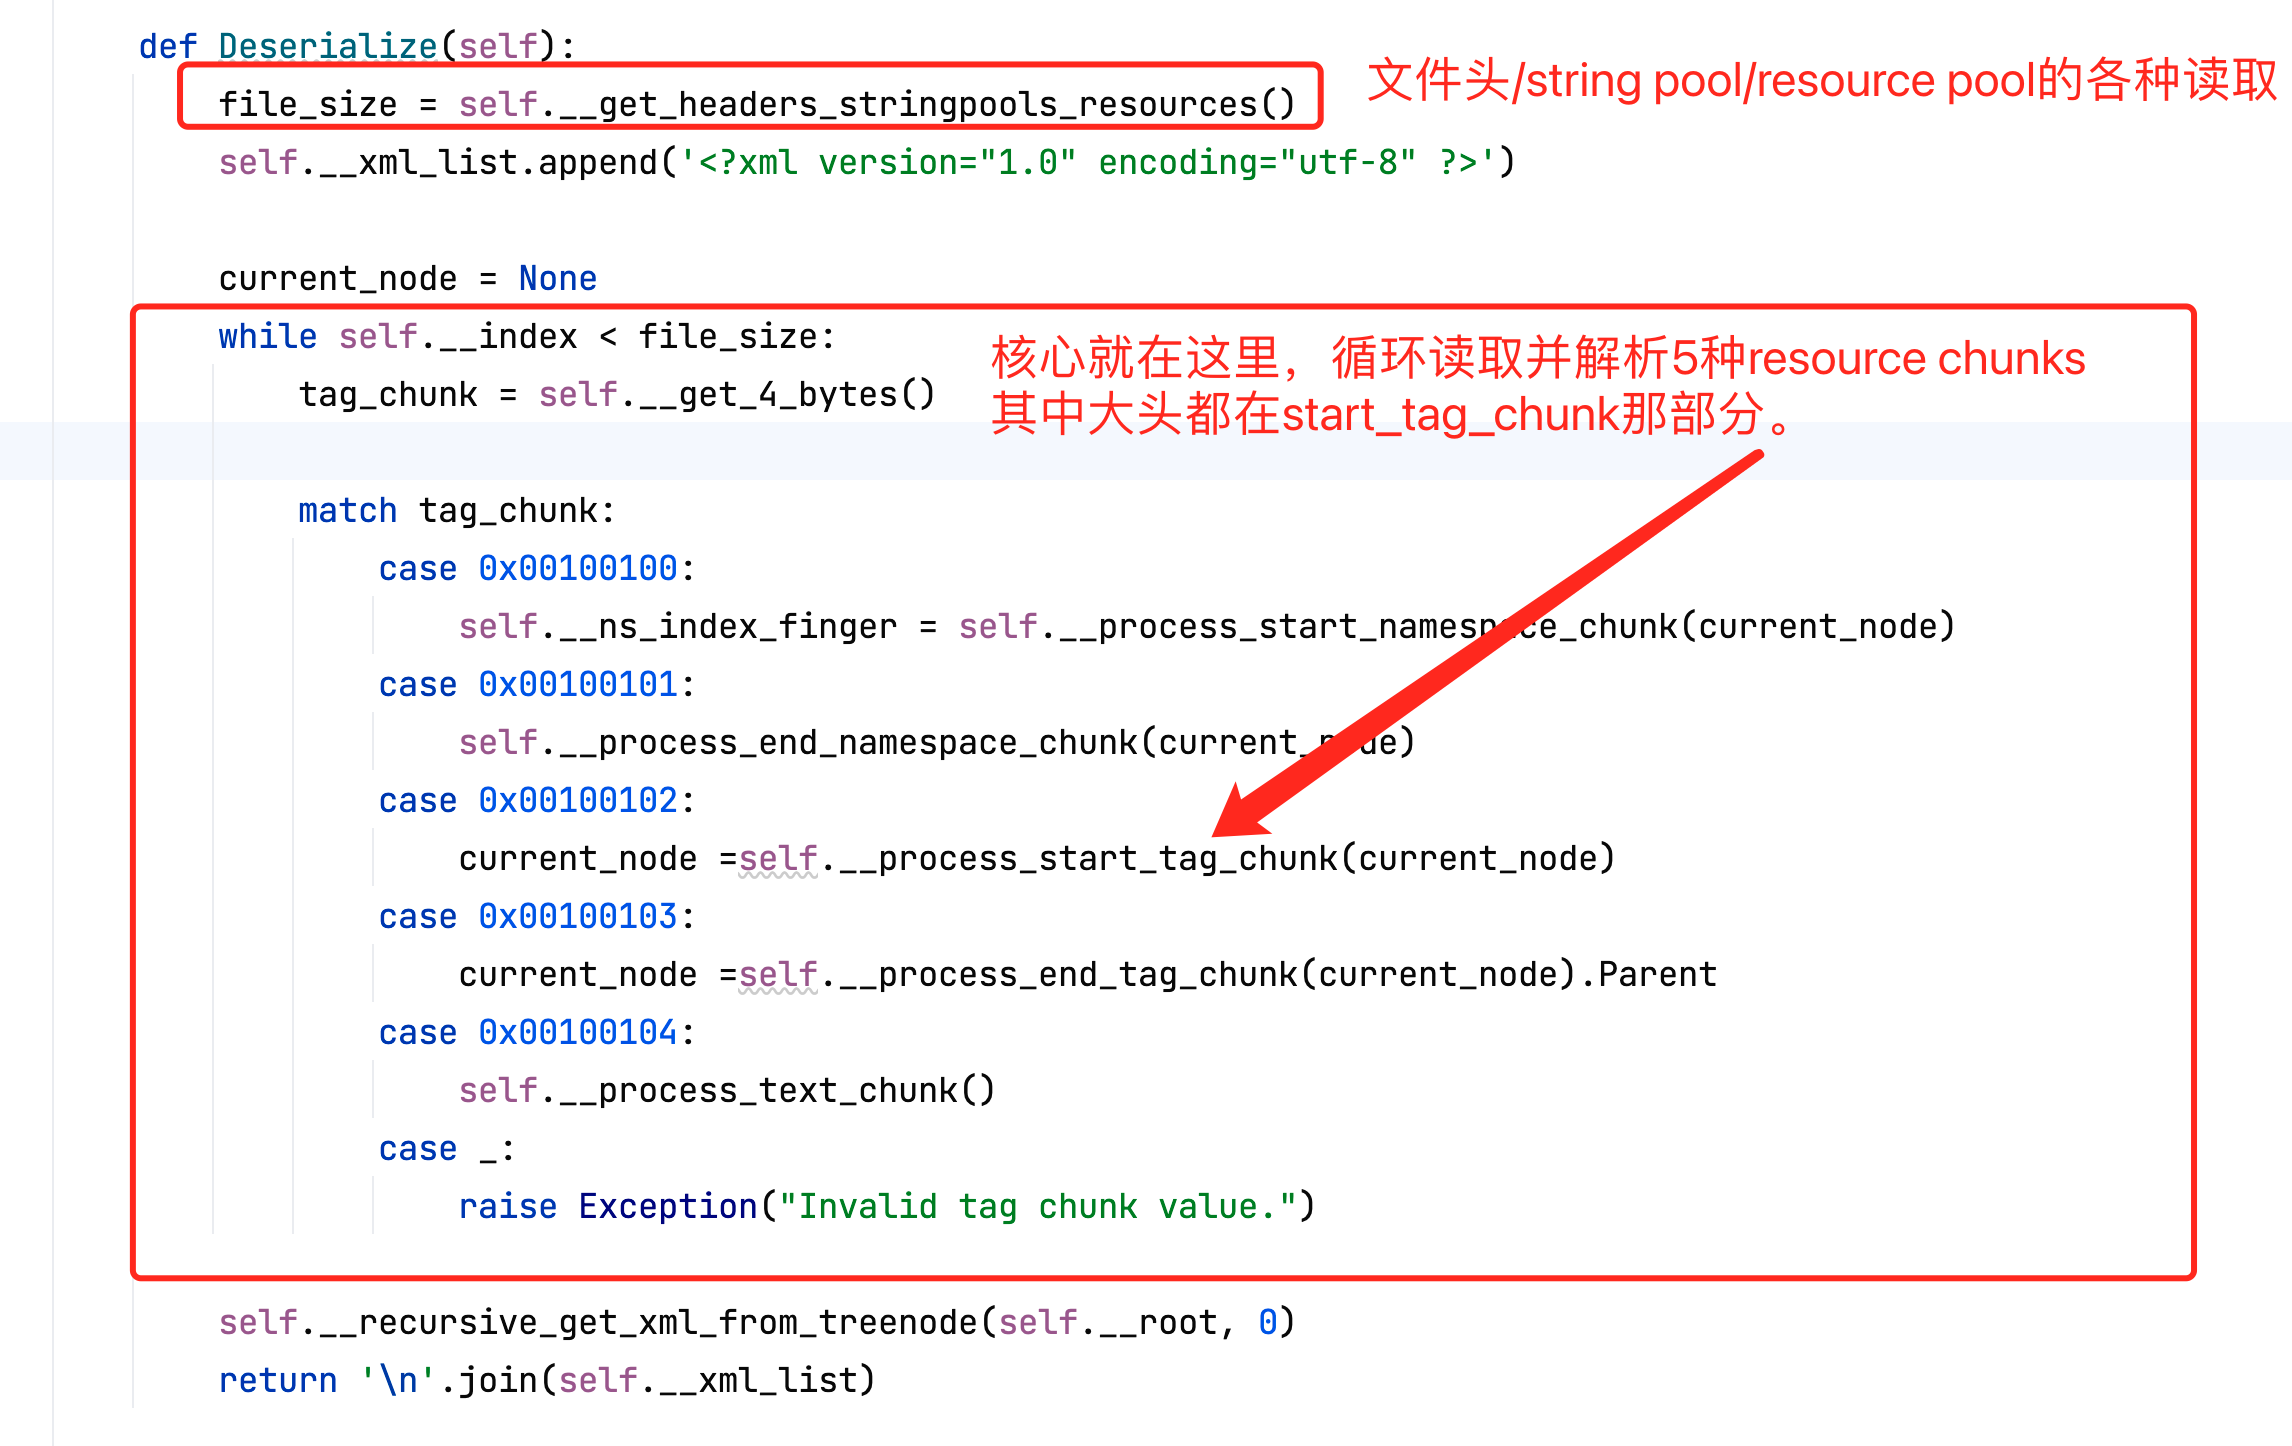 def Deserialize(self):
file_size = self.__get_headers_stringpools_resources()
文件头/string pool/resource pool的各种读取
self.__xml_list.append('<?xml version="1.0" encoding="utf-8" ?>')
current_node = None
while self.__index < file_size:
核心就在这里，循环读取并解析5种resource chunks
tag_chunk = self.__get_4_bytes()
其中大头都在start_tag_chunk那部分。
match tag_chunk:
case 0x00100100:
self.__ns_index_finger = self.__process_start_namespace_chunk(current_node)
case 0x00100101:
self.__process_end_namespace_chunk(current_node)
case 0x00100102:
current_node =self.__process_start_tag_chunk(current_node)
case 0x00100103:
current_node =self.__process_end_tag_chunk(current_node).Parent
case 0x00100104:
self.__process_text_chunk()
case _:
raise Exception("Invalid tag chunk value.")
self.__recursive_get_xml_from_treenode(self.__root, 0)
return '\n'.join(self.__xml_list)